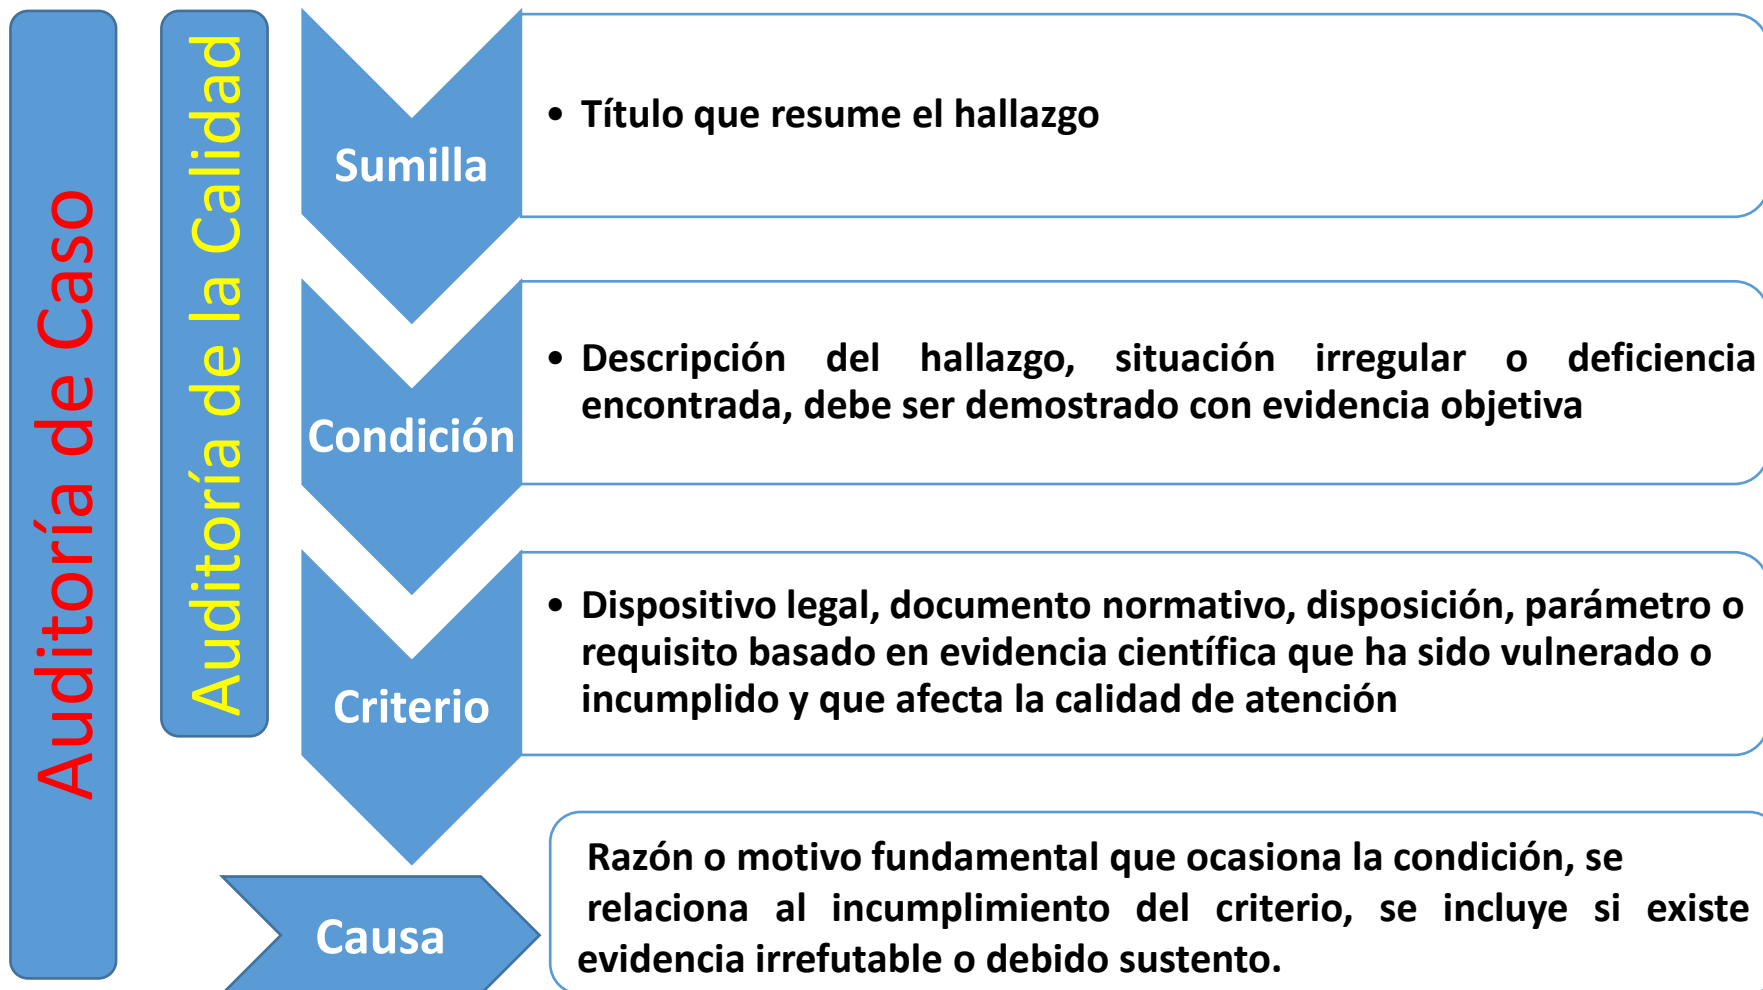 Auditoría de Caso
Auditoría de la Calidad
Sumilla
• Título que resume el hallazgo
Condición
• Descripción del hallazgo, situación irregular o deficiencia
encontrada, debe ser demostrado con evidencia objetiva
Criterio
• Dispositivo legal, documento normativo, disposición, parámetro o
requisito basado en evidencia científica que ha sido vulnerado o
incumplido y que afecta la calidad de atención
Causa
Razón o motivo fundamental que ocasiona la condición, se
relaciona al incumplimiento del criterio, se incluye si existe
evidencia irrefutable o debido sustento.